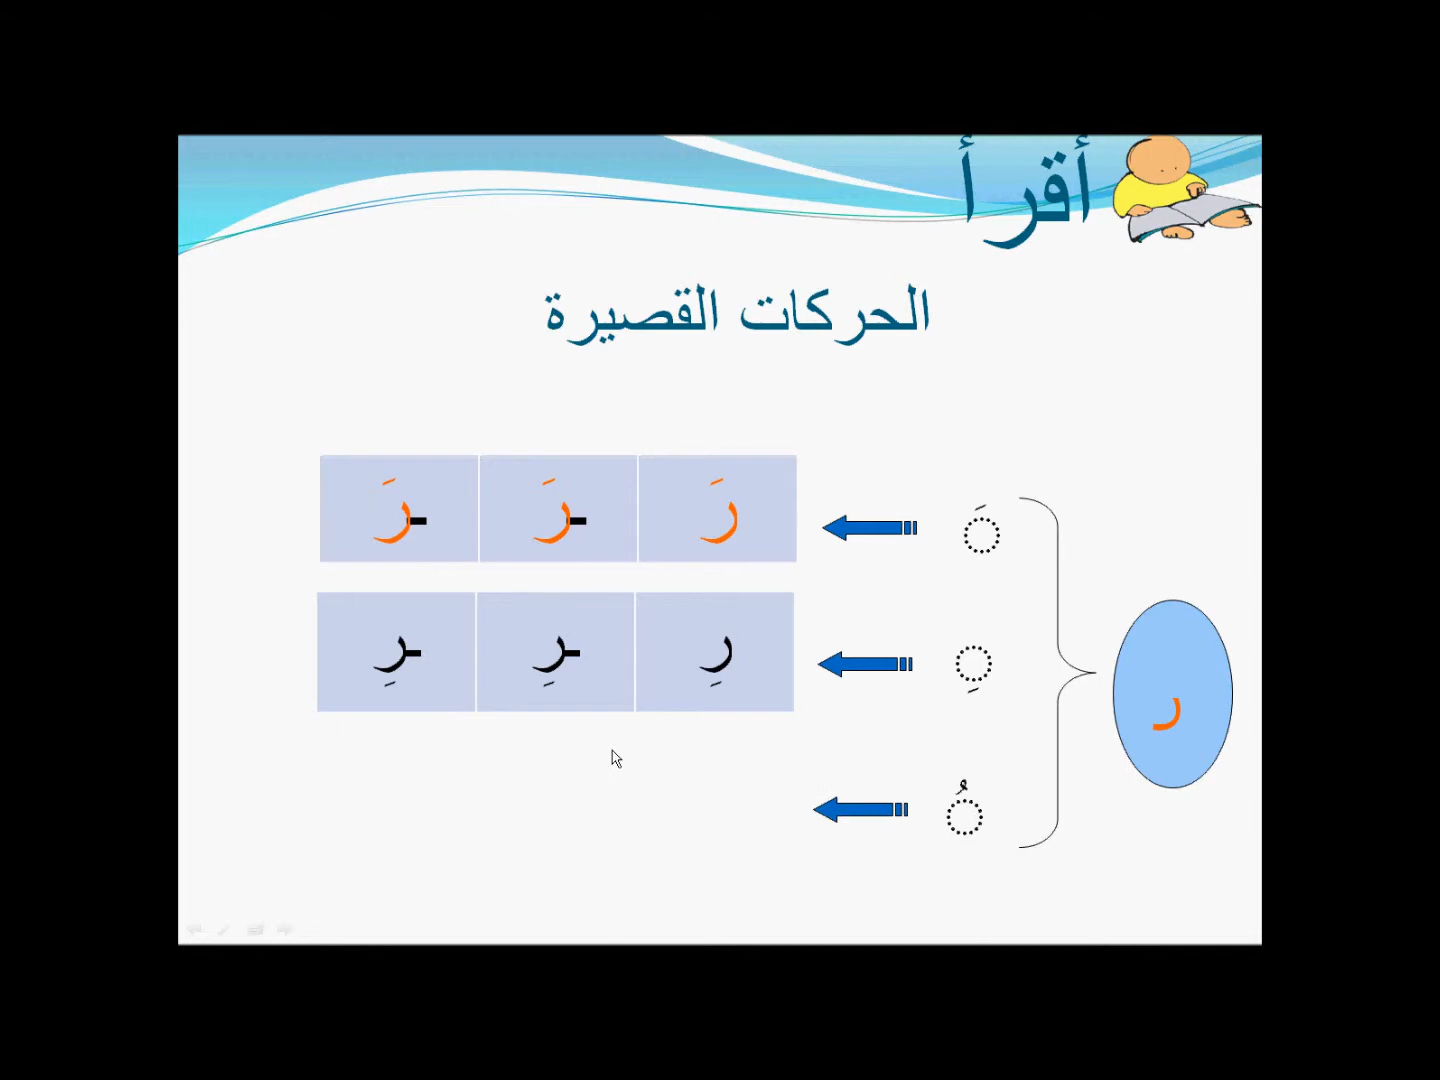 أقرأ
الحركات القصيرة
َ رَ ـرَ ـرَ
ر
ِ رِ ـرِ ـرِ
ُ